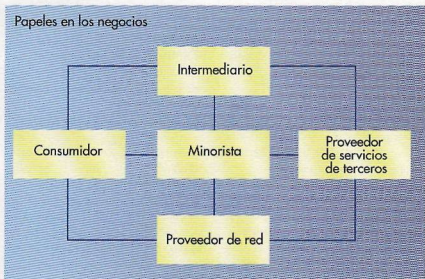 Papeles en los negocios
Intermediario
Consumidor
Minorista
Proveedor
de servicios
de terceros
Proveedor de red